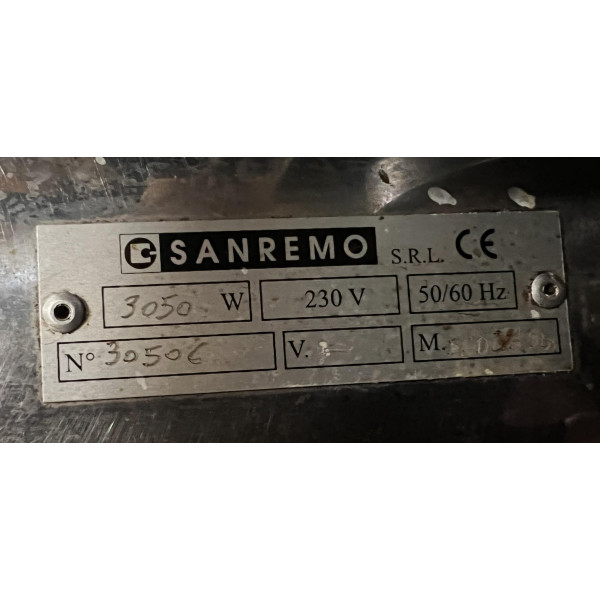 SANREMO S.R.L. CE
3050 W 230 V 50/60 Hz
N° 30506 V. - M.